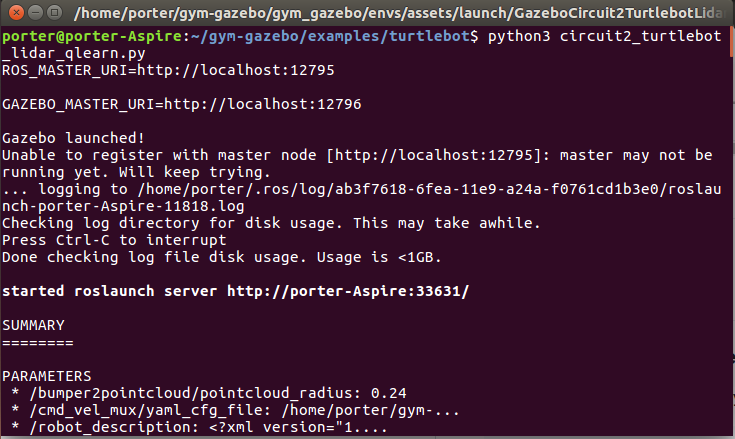 /home/porter/gym-gazebo/gym_gazebo/envs/assets/launch/GazeboCircuit2TurtlebotLidar
porter@porter-Aspire:~/gym-gazebo/examples/turtlebot$ python3 circuit2_turtlebot
_lidar_qlearn.py
ROS_MASTER_URI=http://localhost:12795
GAZEBO_MASTER_URI=http://localhost:12796
Gazebo launched!
Unable to register with master node [http://localhost:12795]: master may not be
running yet. Will keep trying.
... logging to /home/porter/.ros/log/ab3f7618-6fea-11e9-a24a-f0761cd1b3e0/roslau
nch-porter-Aspire-11818.log
Checking log directory for disk usage. This may take awhile.
Press Ctrl-C to interrupt
Done checking log file disk usage. Usage is <1GB.
started roslaunch server http://porter-Aspire:33631/
SUMMARY
========
PARAMETERS
* /bumper2pointcloud/pointcloud_radius: 0.24
* /cmd_vel_mux/yaml_cfg_file: /home/porter/gym-...
* /robot_description: <?xml version="1....